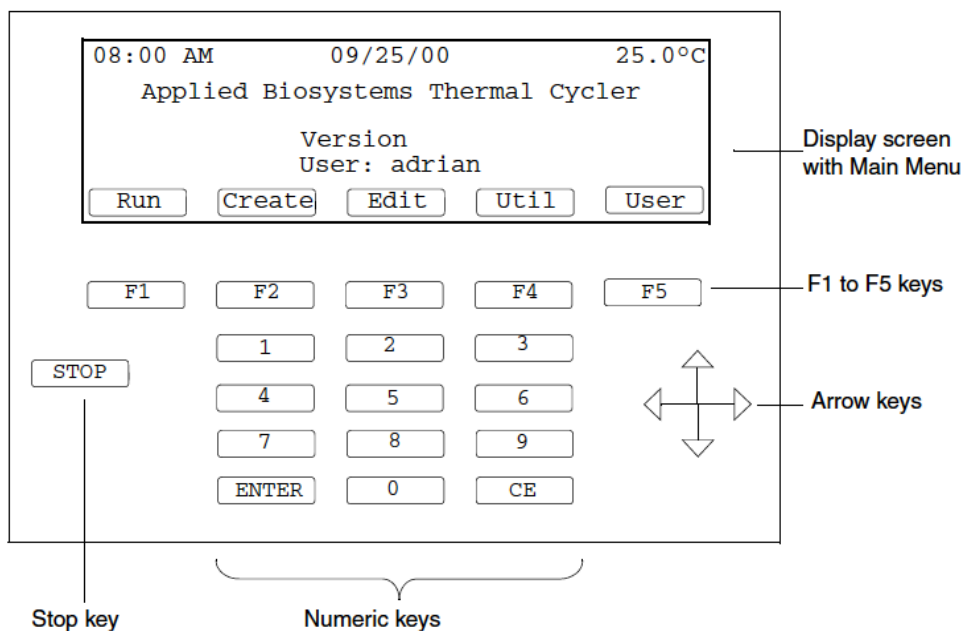 08:00 AM 09/25/00 25.0°C
Applied Biosystems Thermal Cycler
Version
User: adrian
Run Create Edit Util User
Display screen
with Main Menu
F1 F2 F3 F4 F5
F1 to F5 keys
1 2 3
STOP
4 5 6
Arrow keys
7 8 9
ENTER 0 CE
Stop key
Numeric keys